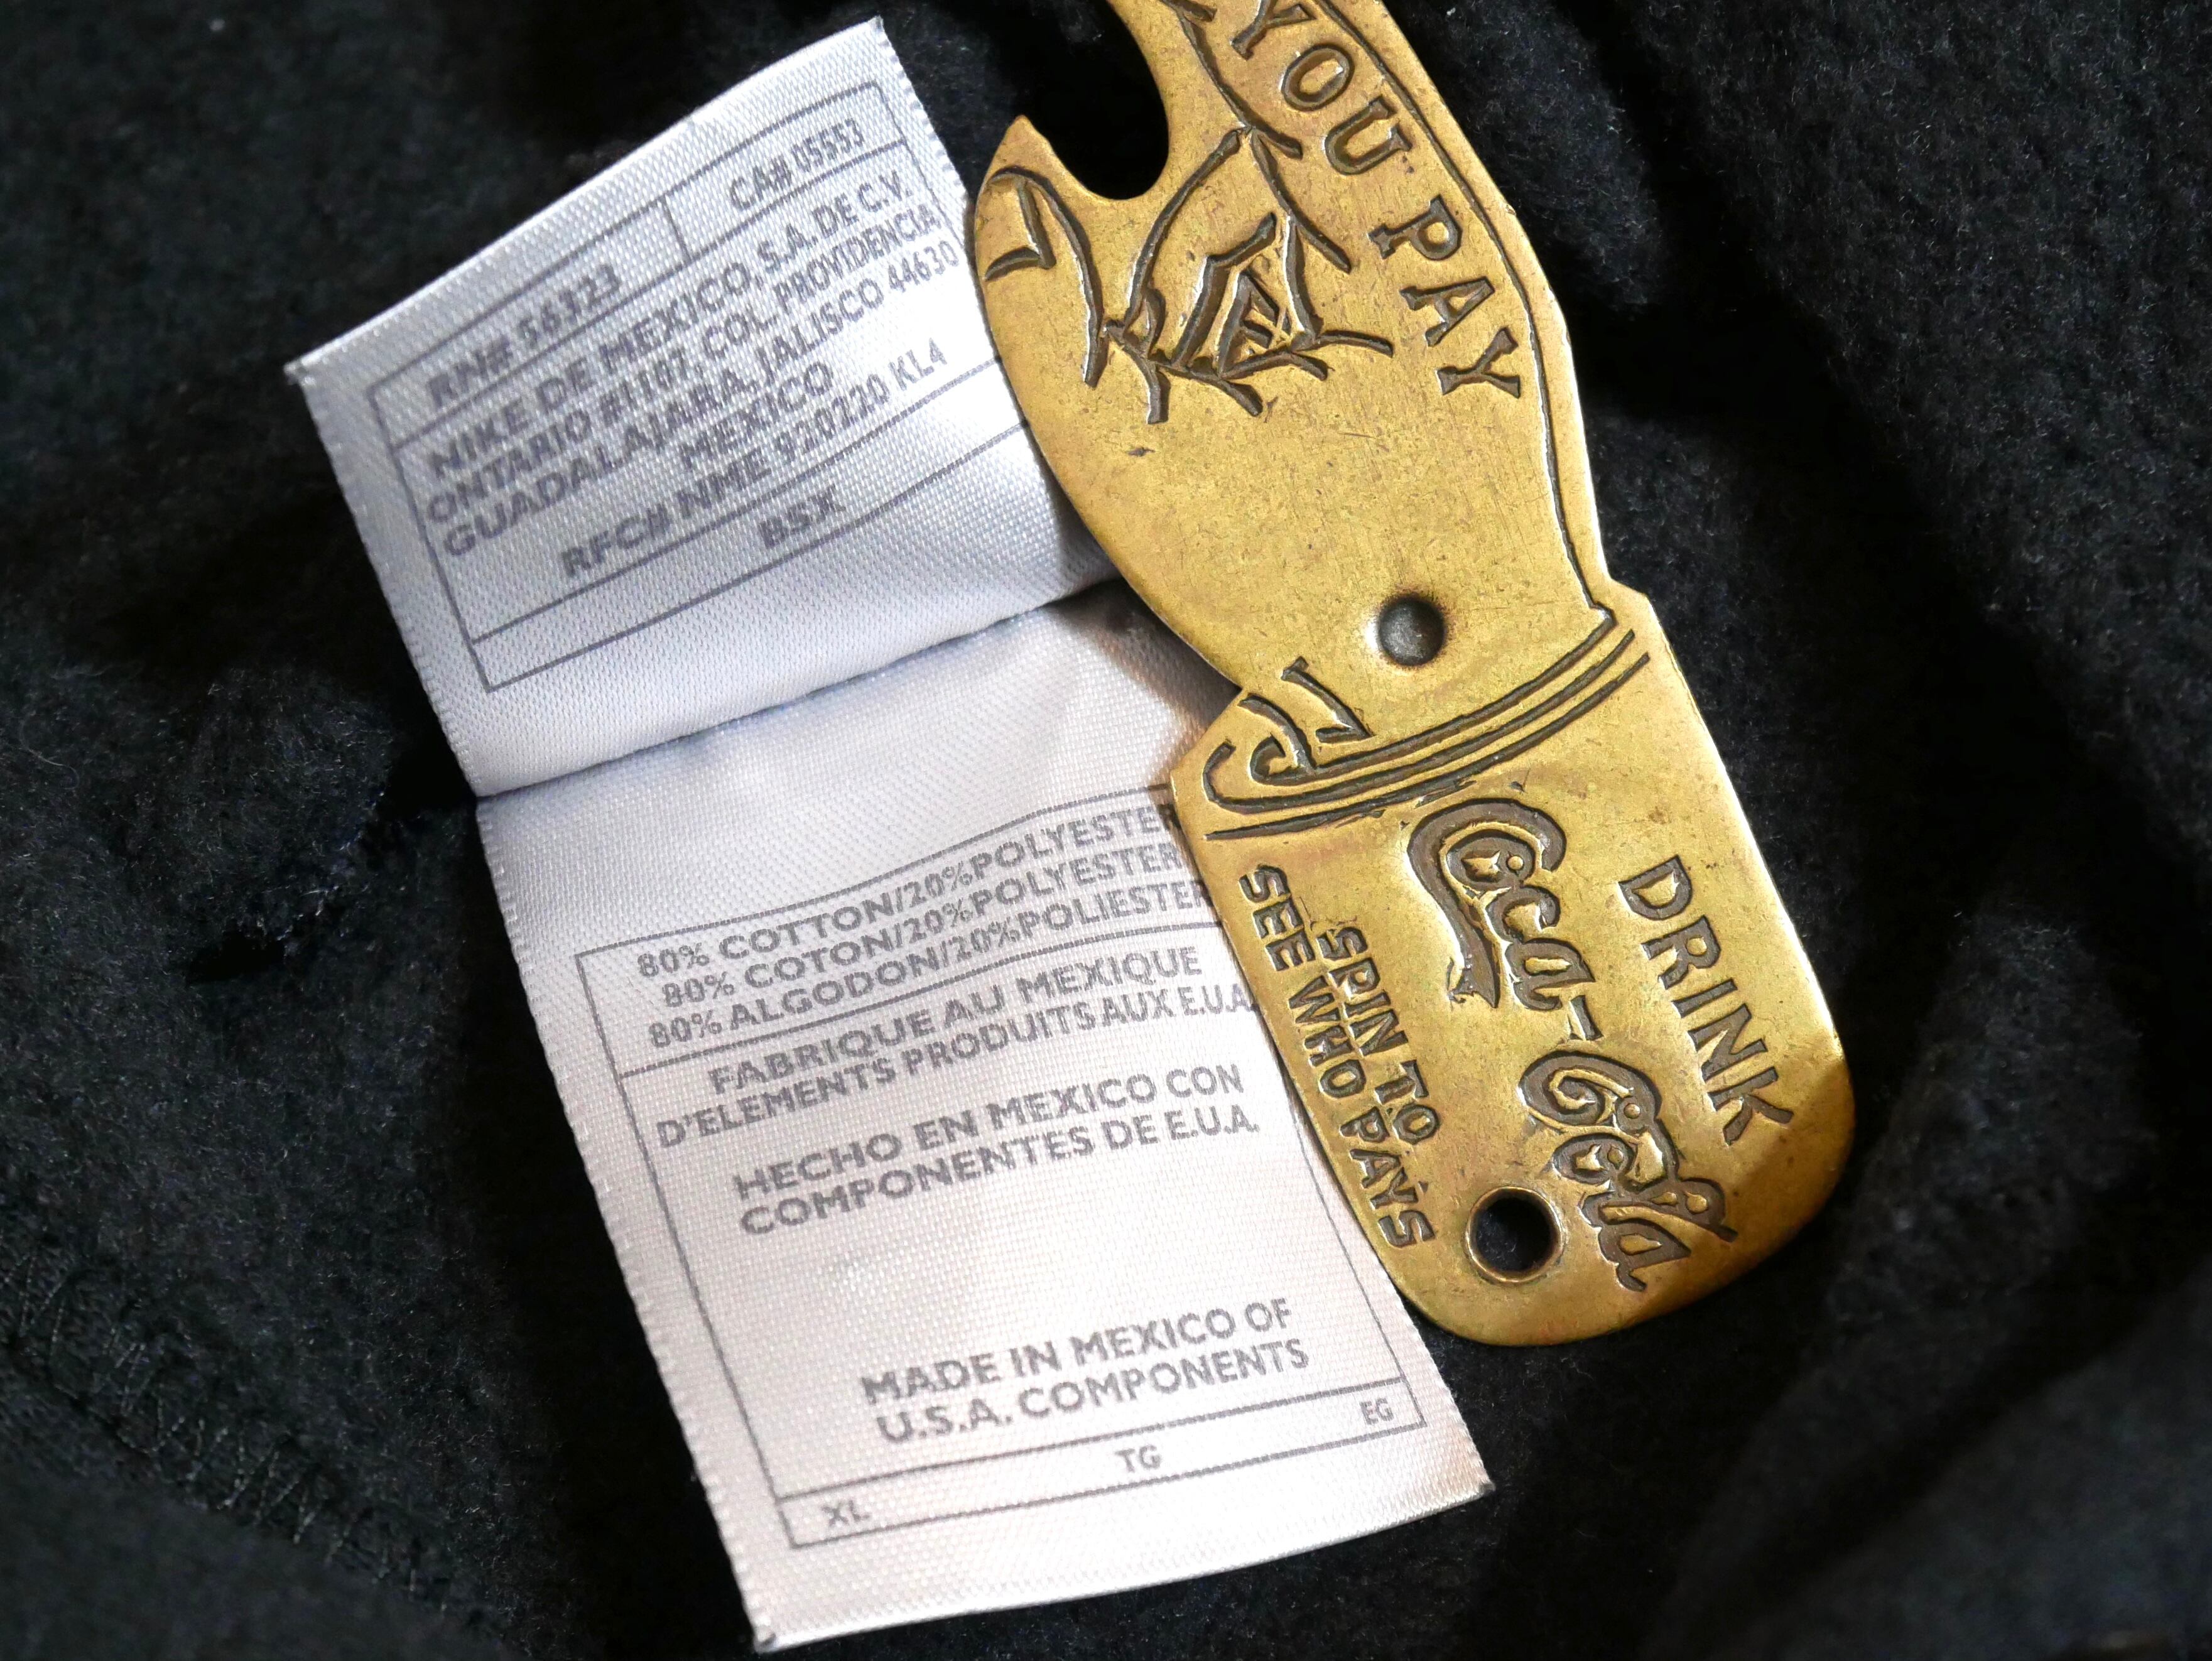 RN# 56323
CA# 05553
NIKE DE MEXICO, S.A. DE C.V.
ONTARIO #1107, COL. PROVIDENCIA
GUADALAJARA, JALISCO 44630
MEXICO
RFC# NME 920220 KL4
BSX
80% COTTON/20%POLYESTER
80% COTON/20%POLYESTER
80% ALGODON/20%POLIESTER
FABRIQUE AU MEXIQUE
D'ELEMENTS PRODUITS AUX E.U.A.
HECHO EN MEXICO CON
COMPONENTES DE E.U.A.
MADE IN MEXICO OF
U.S.A. COMPONENTS
XL TG EG
YOU PAY
DRINK
Coca-Cola
SPIN TO
SEE WHO PAYS